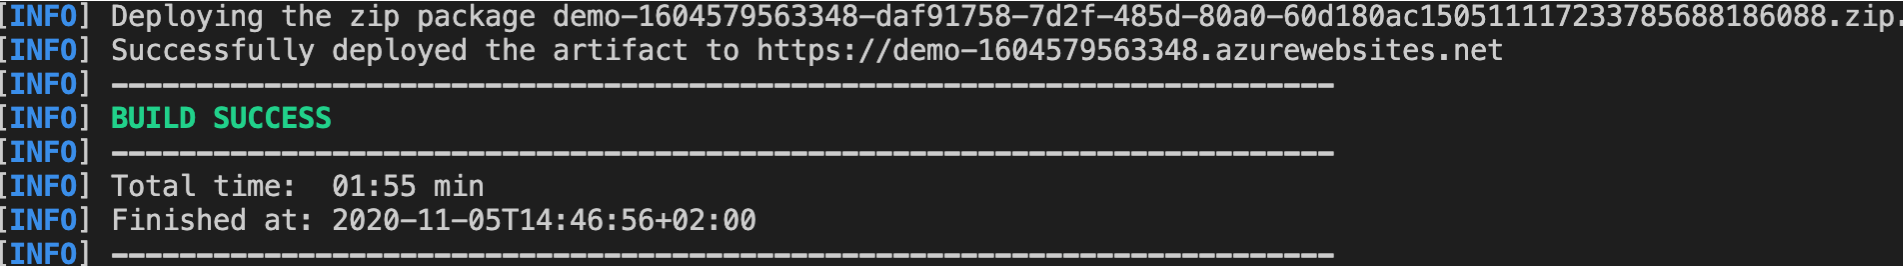 [INFO] Deploying the zip package demo-1604579563348-daf91758-7d2f-485d-80a0-60d180ac1505111117233785688186088.zip.
[INFO] Successfully deployed the artifact to https://demo-1604579563348.azurewebsites.net
[INFO] ------------------------------------------------------------------------
[INFO] BUILD SUCCESS
[INFO] ------------------------------------------------------------------------
[INFO] Total time:  01:55 min
[INFO] Finished at: 2020-11-05T14:46:56+02:00
[INFO] ------------------------------------------------------------------------